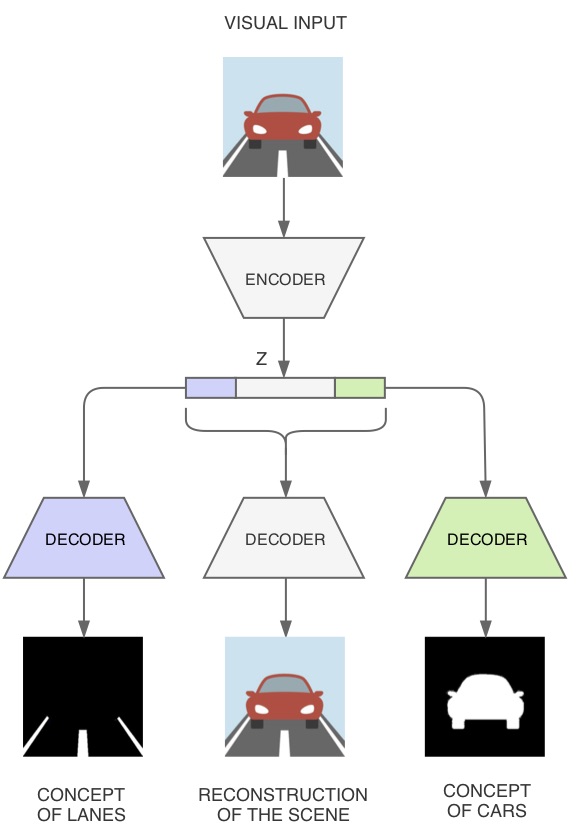 VISUAL INPUT
ENCODER
Z
DECODER
DECODER
DECODER
CONCEPT
OF LANES
RECONSTRUCTION
OF THE SCENE
CONCEPT
OF CARS